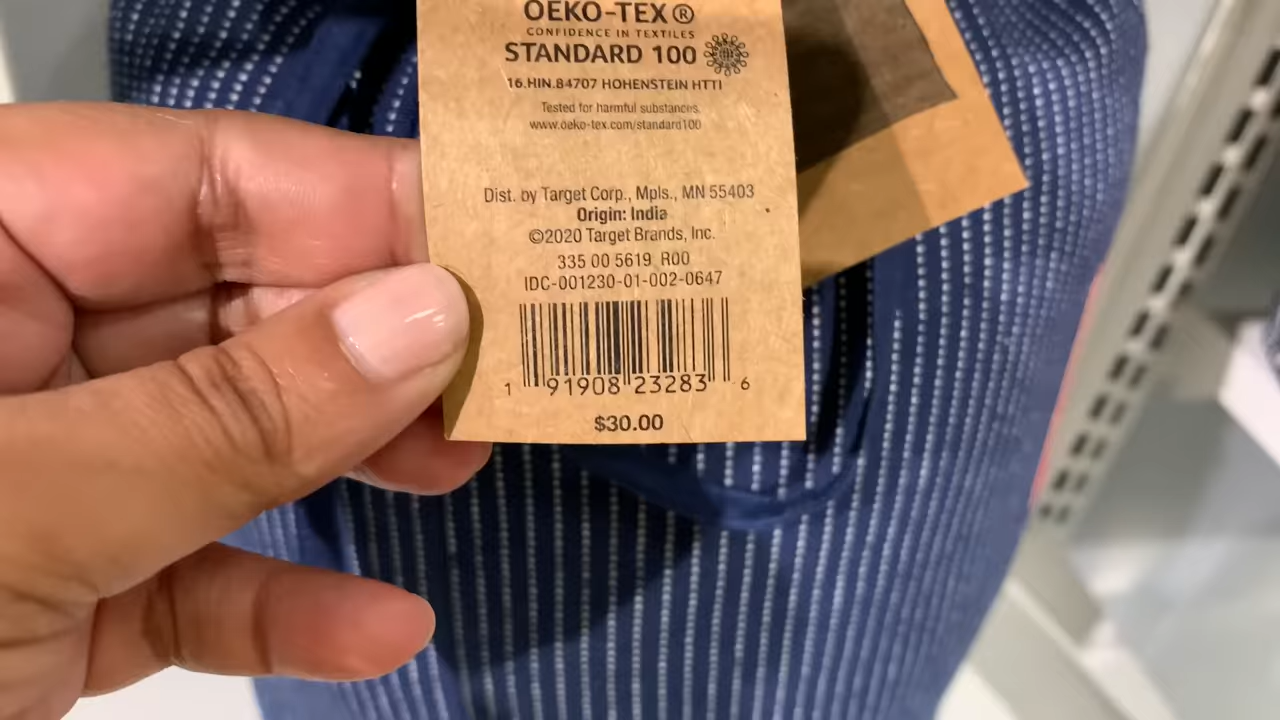 OEKO-TEX®
CONFIDENCE IN TEXTILES
STANDARD 100
16.HIN.84707 HOHENSTEIN HTTI
Tested for harmful substances.
www.oeko-tex.com/standard100
Dist. by Target Corp., Mpls., MN 55403
Origin: India
©2020 Target Brands, Inc.
335 00 5619 R00
IDC-001230-01-002-0647
1 91908 23283 6
$30.00